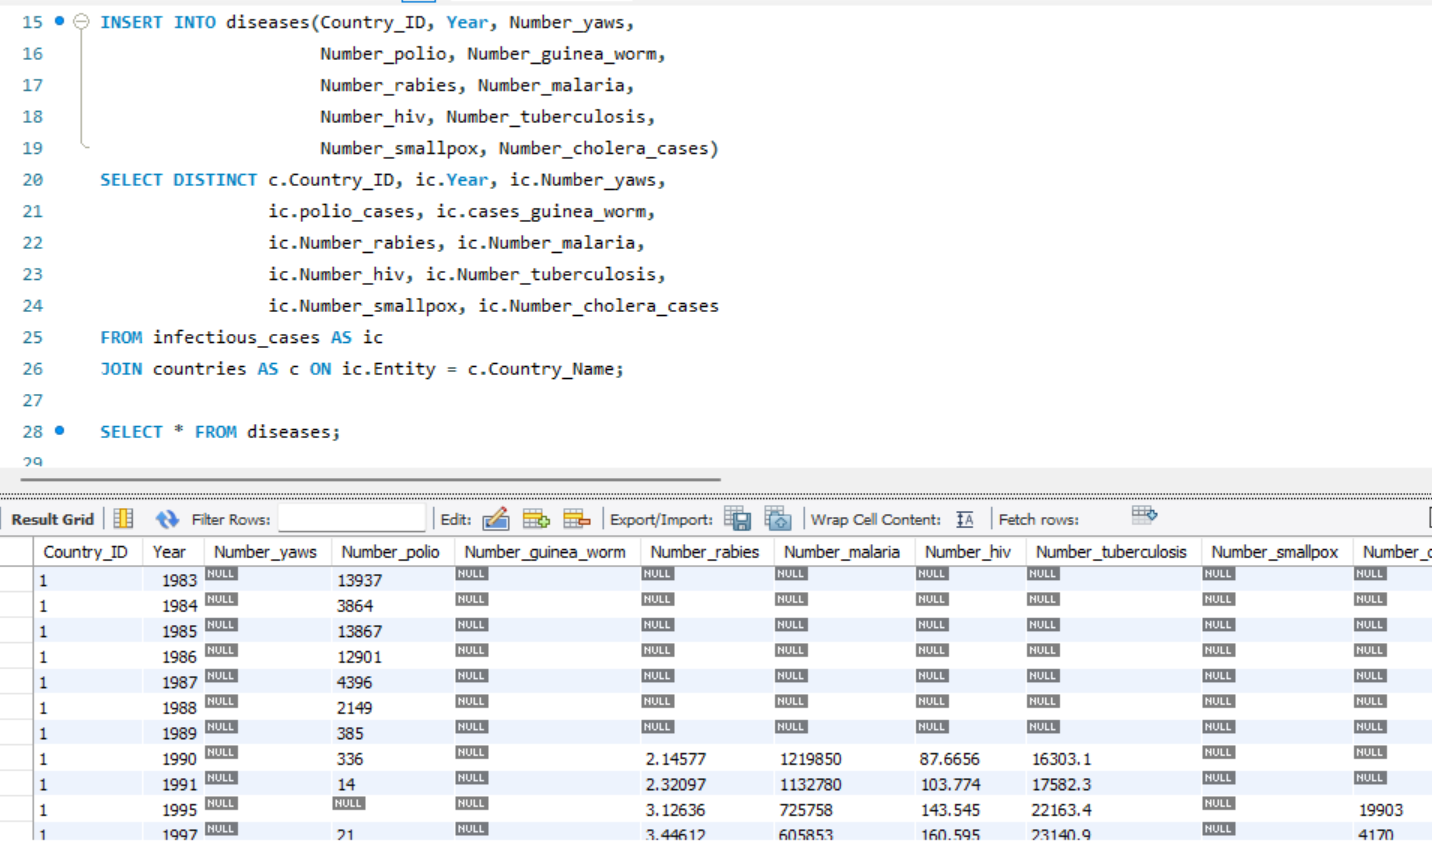 15 INSERT INTO diseases(Country_ID, Year, Number_yaws,
16 Number_polio, Number_guinea_worm,
17 Number_rabies, Number_malaria,
18 Number_hiv, Number_tuberculosis,
19 Number_smallpox, Number_cholera_cases)
20 SELECT DISTINCT c.Country_ID, ic.Year, ic.Number_yaws,
21 ic.polio_cases, ic.cases_guinea_worm,
22 ic.Number_rabies, ic.Number_malaria,
23 ic.Number_hiv, ic.Number_tuberculosis,
24 ic.Number_smallpox, ic.Number_cholera_cases
25 FROM infectious_cases AS ic
26 JOIN countries AS c ON ic.Entity = c.Country_Name;
27
28 SELECT * FROM diseases;
29
Result Grid Filter Rows: Edit: Export/Import: Wrap Cell Content: IA Fetch rows:
Country_ID Year Number_yaws Number_polio Number_guinea_worm Number_rabies Number_malaria Number_hiv Number_tuberculosis Number_smallpox Number_c
1 1983 NULL 13937 NULL NULL NULL NULL NULL NULL NULL
1 1984 NULL 3864 NULL NULL NULL NULL NULL NULL NULL
1 1985 NULL 13867 NULL NULL NULL NULL NULL NULL NULL
1 1986 NULL 12901 NULL NULL NULL NULL NULL NULL NULL
1 1987 NULL 4396 NULL NULL NULL NULL NULL NULL NULL
1 1988 NULL 2149 NULL NULL NULL NULL NULL NULL NULL
1 1989 NULL 385 NULL NULL NULL NULL NULL NULL NULL
1 1990 NULL 336 NULL 2.14577 1219850 87.6656 16303.1 NULL NULL
1 1991 NULL 14 NULL 2.32097 1132780 103.774 17582.3 NULL NULL
1 1995 NULL NULL NULL 3.12636 725758 143.545 22163.4 NULL 19903
1 1997 NULL 21 NULL 3.44612 605853 160.595 23140.9 NULL 4170